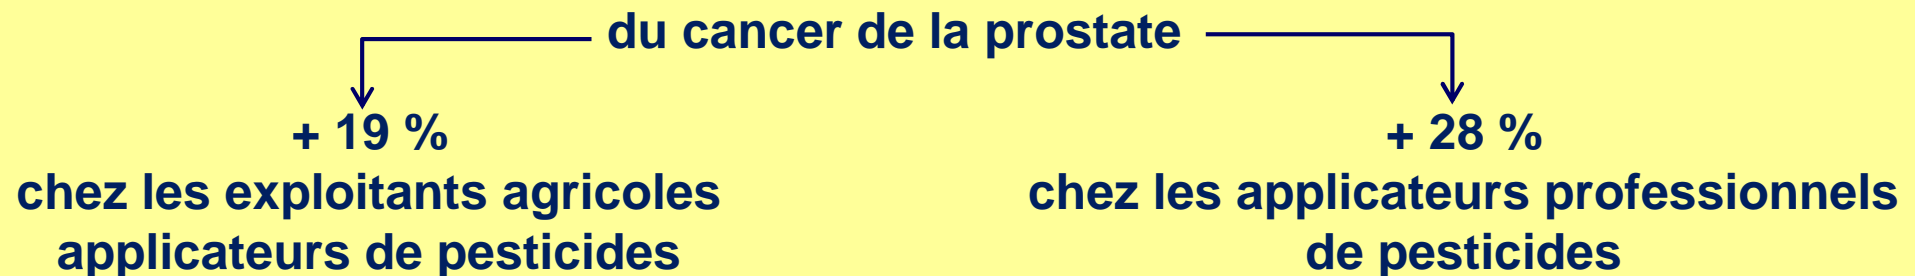 du cancer de la prostate
+ 19 %
chez les exploitants agricoles
applicateurs de pesticides
+ 28 %
chez les applicateurs professionnels
de pesticides